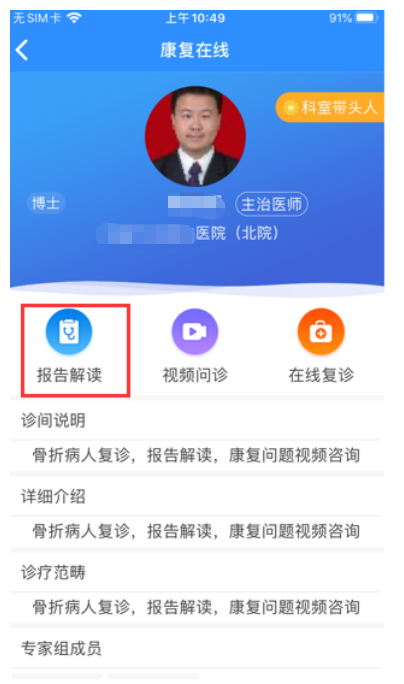 无SIM卡 上午10:49 91%
康复在线
科室带头人
博士 主治医师
医院（北院）
报告解读 视频问诊 在线复诊
诊间说明
骨折病人复诊，报告解读，康复问题视频咨询
详细介绍
骨折病人复诊，报告解读，康复问题视频咨询
诊疗范畴
骨折病人复诊，报告解读，康复问题视频咨询
专家组成员